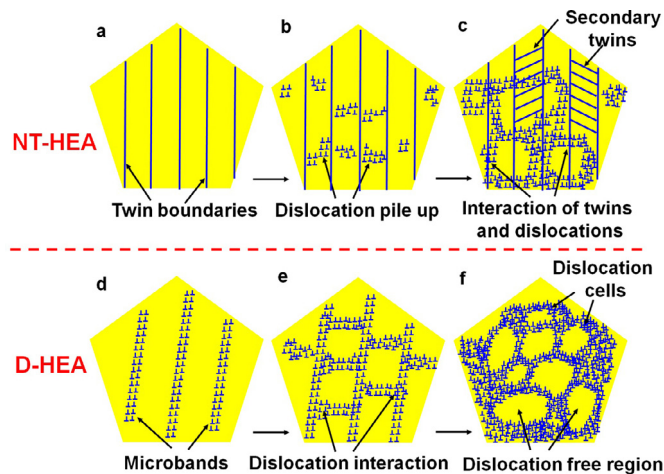 a
b
c
Secondary
twins
NT-HEA
Twin boundaries
Dislocation pile up
Interaction of twins
and dislocations
d
e
f
Dislocation
cells
D-HEA
Microbands
Dislocation interaction
Dislocation free region